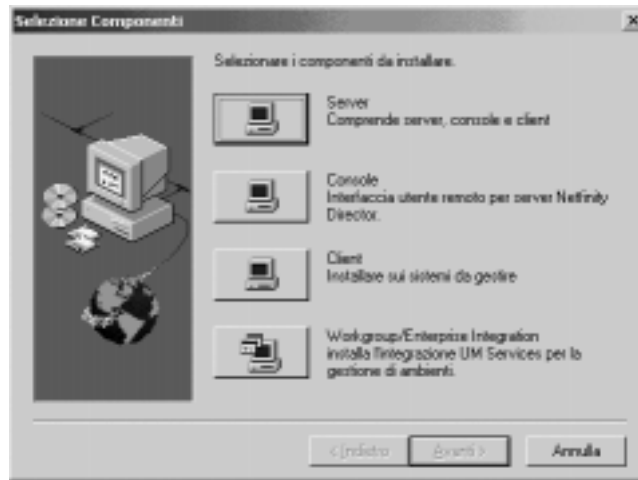 Selezione Componenti
Selezionare i componenti da installare.
Server
Comprende server, console e client
Console
Interfaccia utente remoto per server Netfinity
Director.
Client
Installare sui sistemi da gestire
Workgroup/Enterprise Integration
installa l'integrazione UM Services per la
gestione di ambienti.
< Indietro Avanti > Annulla